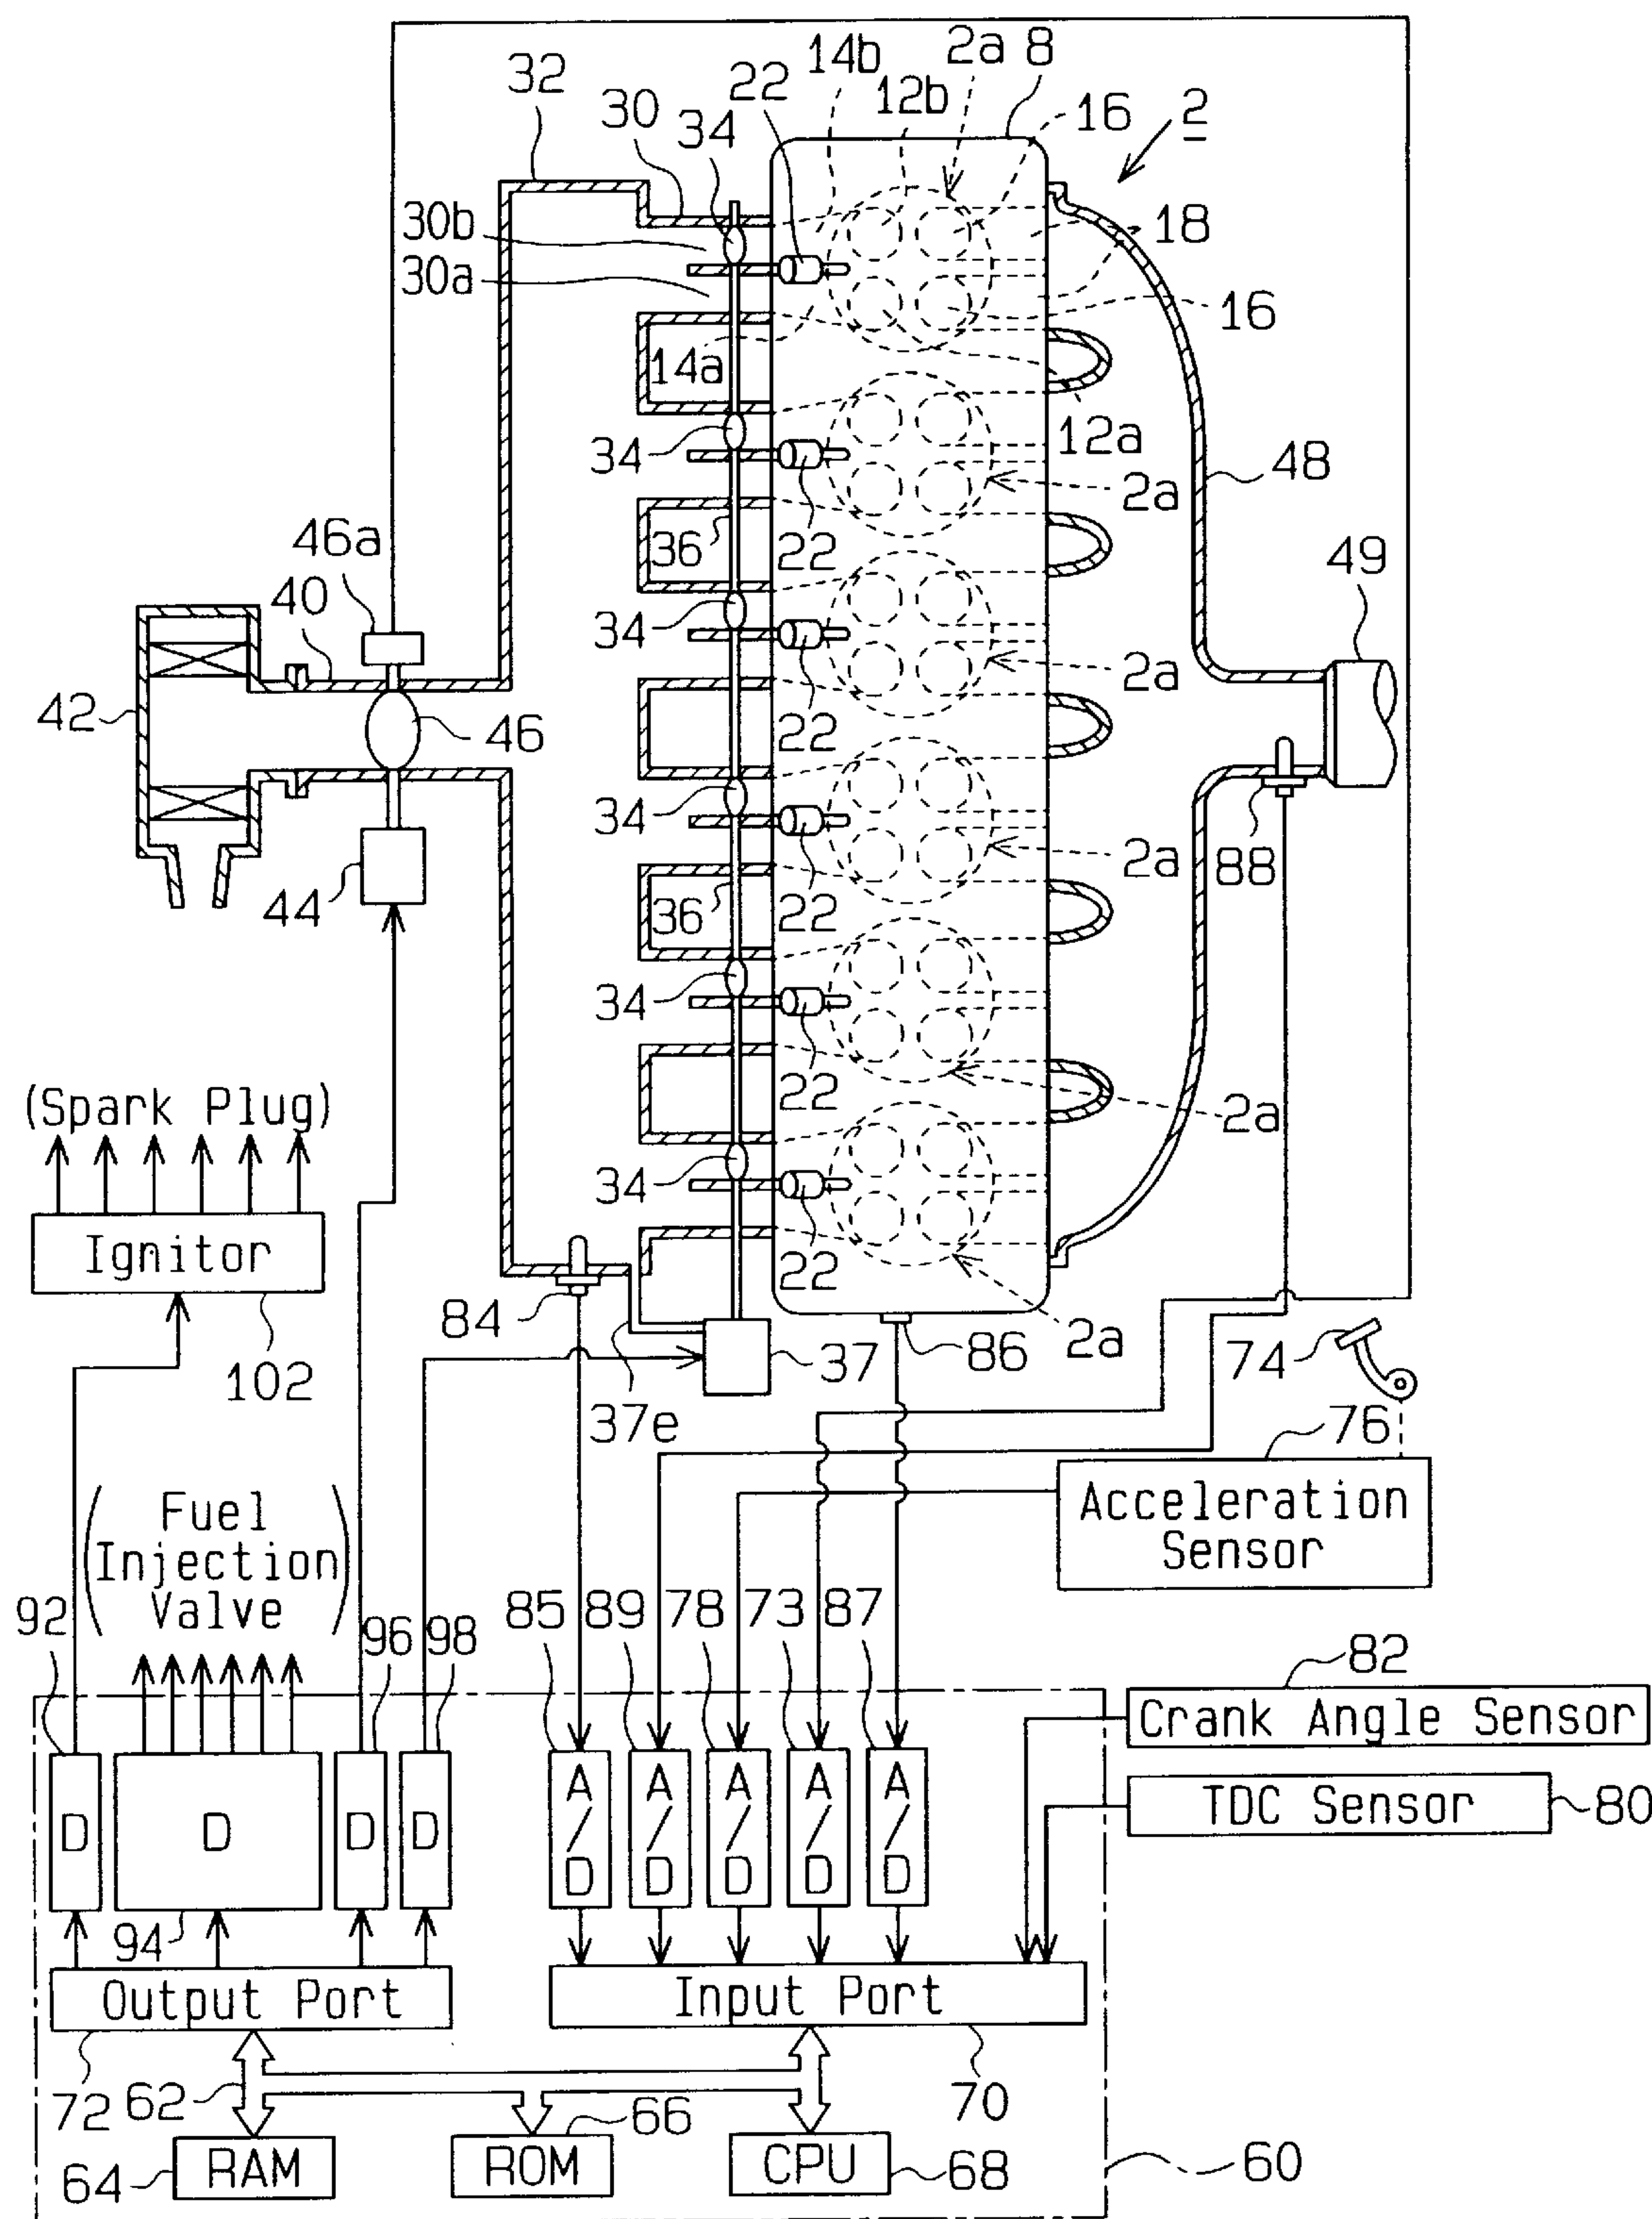 2a 8
14b
32
22
12b
16
2
30
34
30b
18
30a
16
14a
12a
34
48
2a
36
22
46a
49
40
34
2a
42
46
22
34
2a
88
44
36
22
34
(Spark Plug)
22
2a
34
Ignitor
22
84
37
86
2a
74
102
37e
76
Acceleration
Sensor
Fuel
Injection
Valve
92
96
98
85
89
78
73
87
82
Crank Angle Sensor
D
D
D
D
A/D
A/D
A/D
A/D
A/D
TDC Sensor
80
94
Output Port
Input Port
72
62
66
70
64
RAM
ROM
CPU
68
60